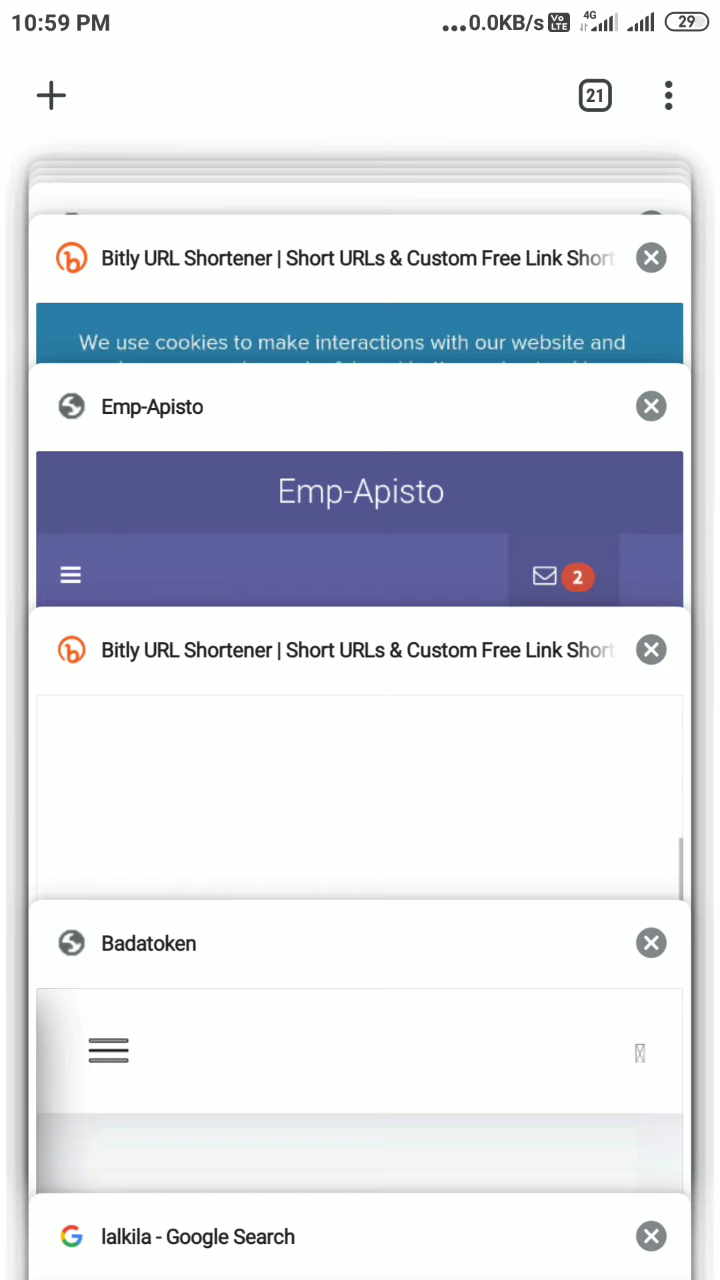 10:59 PM
...0.0KB/s Vo LTE 4G 29
21
Bitly URL Shortener | Short URLs & Custom Free Link Short
We use cookies to make interactions with our website and
Emp-Apisto
Emp-Apisto
2
Bitly URL Shortener | Short URLs & Custom Free Link Short
Badatoken
lalkila - Google Search